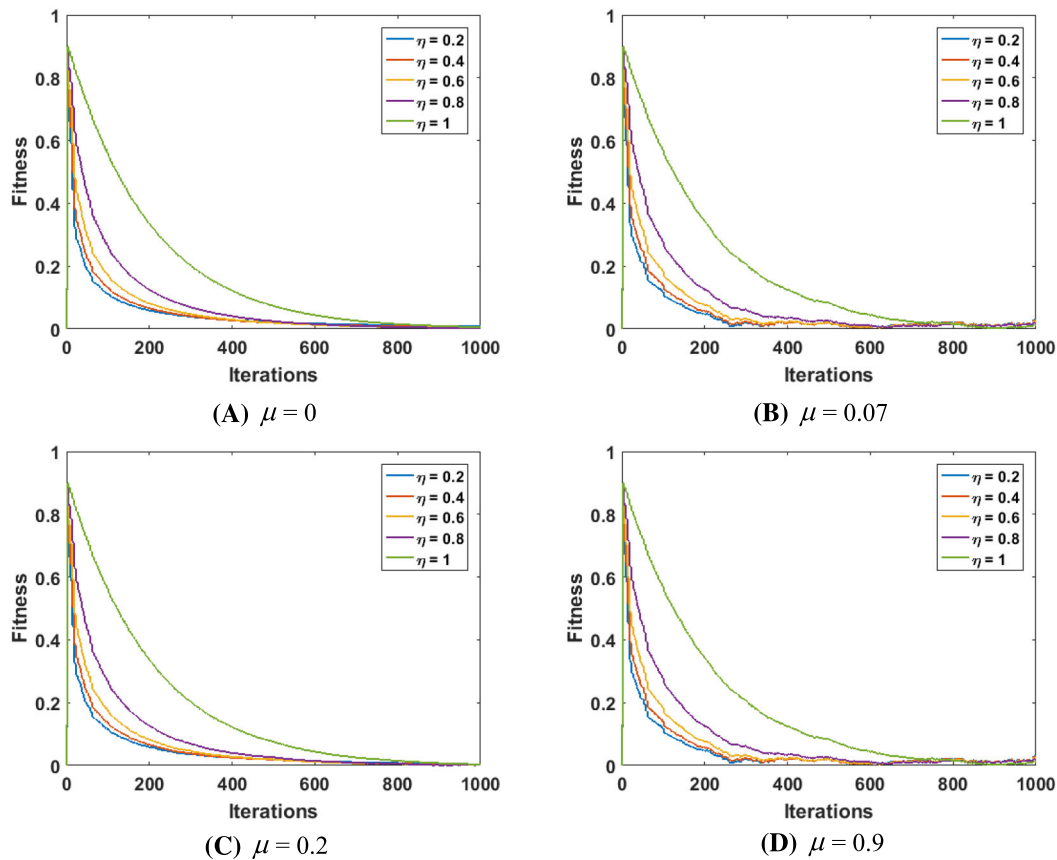 1
0.8
0.6
0.4
0.2
0
Fitness
η = 0.2
η = 0.4
η = 0.6
η = 0.8
η = 1
0 200 400 600 800 1000
Iterations
(A) μ = 0
1
0.8
0.6
0.4
0.2
0
Fitness
η = 0.2
η = 0.4
η = 0.6
η = 0.8
η = 1
0 200 400 600 800 1000
Iterations
(B) μ = 0.07
1
0.8
0.6
0.4
0.2
0
Fitness
η = 0.2
η = 0.4
η = 0.6
η = 0.8
η = 1
0 200 400 600 800 1000
Iterations
(C) μ = 0.2
1
0.8
0.6
0.4
0.2
0
Fitness
η = 0.2
η = 0.4
η = 0.6
η = 0.8
η = 1
0 200 400 600 800 1000
Iterations
(D) μ = 0.9